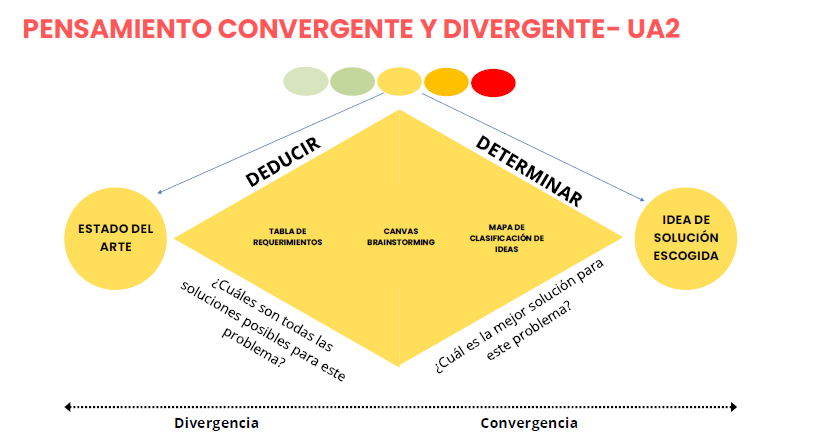 PENSAMIENTO CONVERGENTE Y DIVERGENTE- UA2
DEDUCIR
DETERMINAR
ESTADO DEL
ARTE
TABLA DE
REQUERIMIENTOS
CANVAS
BRAINSTORMING
MAPA DE
CLASIFICACIÓN DE
IDEAS
IDEA DE
SOLUCIÓN
ESCOGIDA
¿Cuáles son todas las
soluciones posibles para este
problema?
¿Cuál es la mejor solución para
este problema?
Divergencia
Convergencia